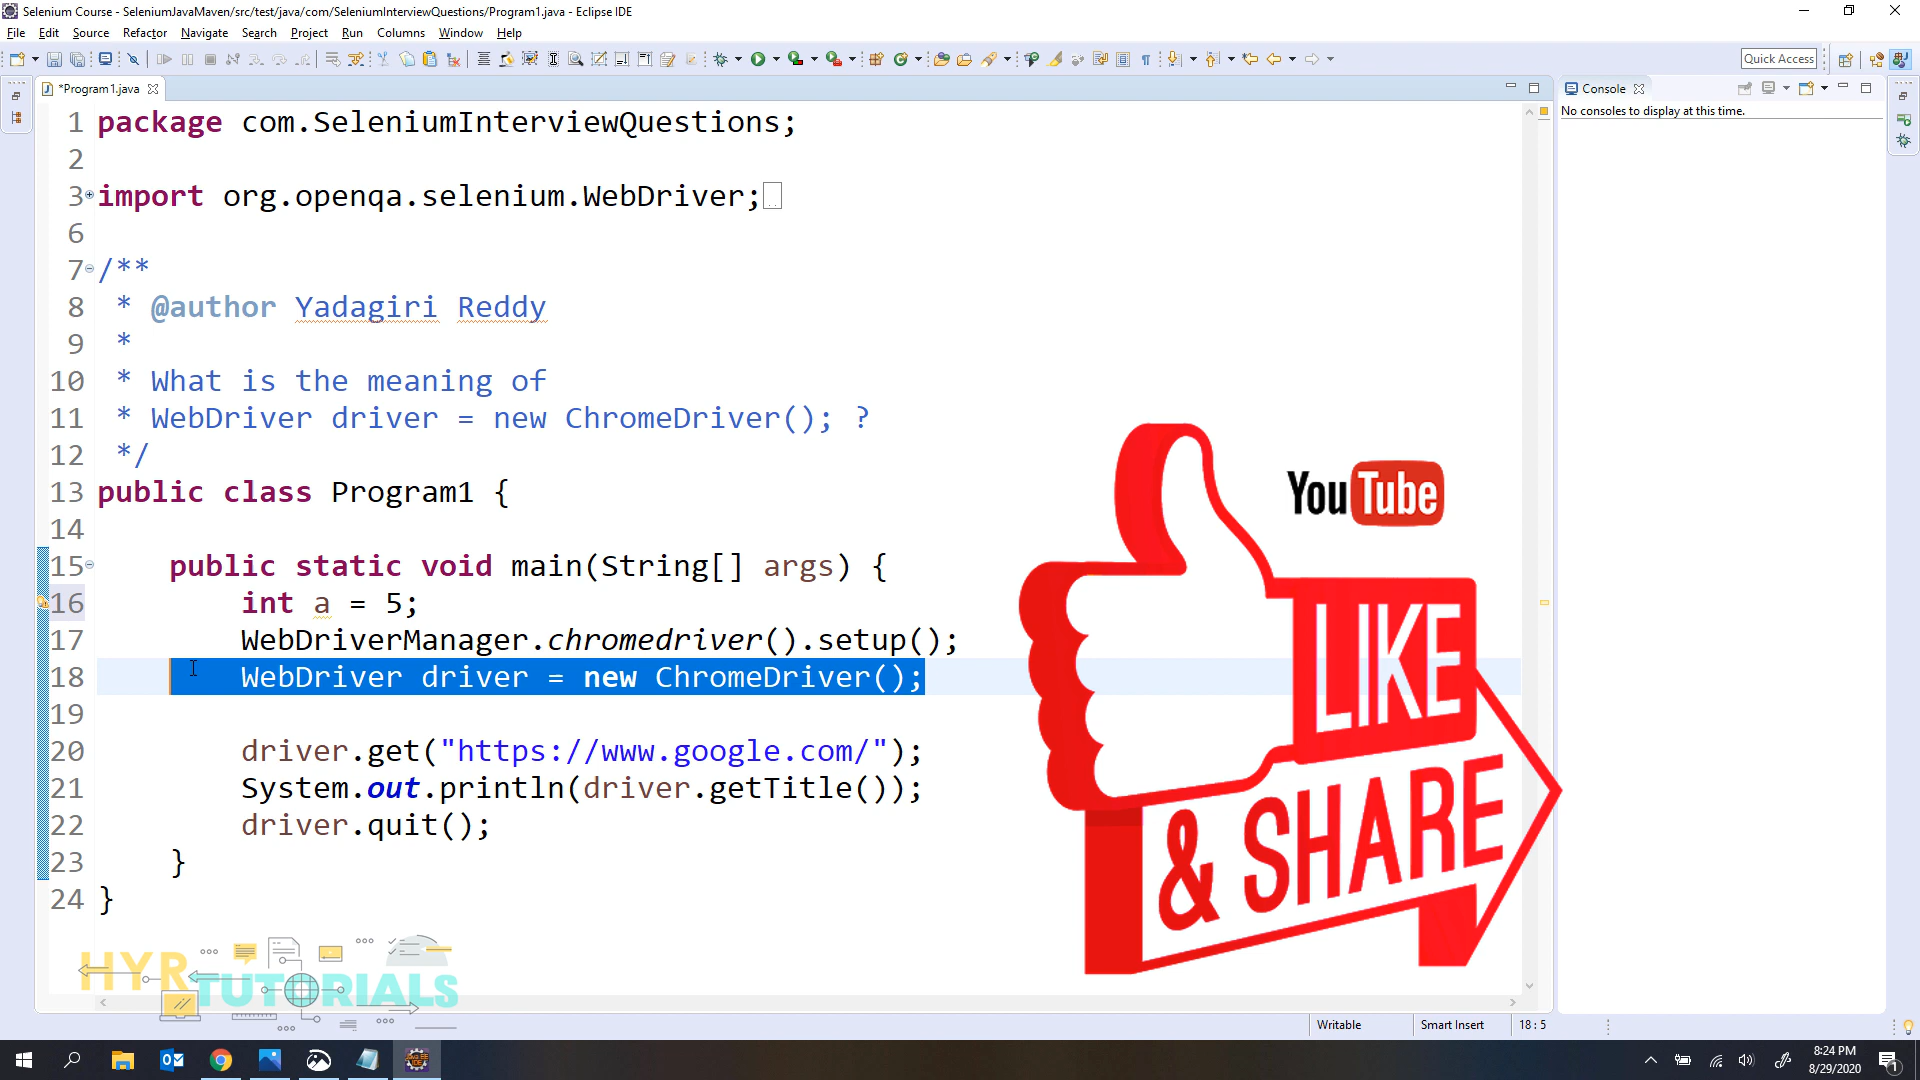 Selenium Course - SeleniumJavaMaven/src/test/java/com/SeleniumInterviewQuestions/Program1.java - Eclipse IDE
File Edit Source Refactor Navigate Search Project Run Columns Window Help
Quick Access
*Program1.java
Console
No consoles to display at this time.
1 package com.SeleniumInterviewQuestions;
2
3 import org.openqa.selenium.WebDriver;
6
7 /**
8 * @author Yadagiri Reddy
9 *
10 * What is the meaning of
11 * WebDriver driver = new ChromeDriver(); ?
12 */
13 public class Program1 {
14
15 public static void main(String[] args) {
16 int a = 5;
17 WebDriverManager.chromedriver().setup();
18 WebDriver driver = new ChromeDriver();
19
20 driver.get("https://www.google.com/");
21 System.out.println(driver.getTitle());
22 driver.quit();
23 }
24 }
YouTube
LIKE
& SHARE
HYR
TUTORIALS
Writable Smart Insert 18 : 5
8:24 PM
8/29/2020
1